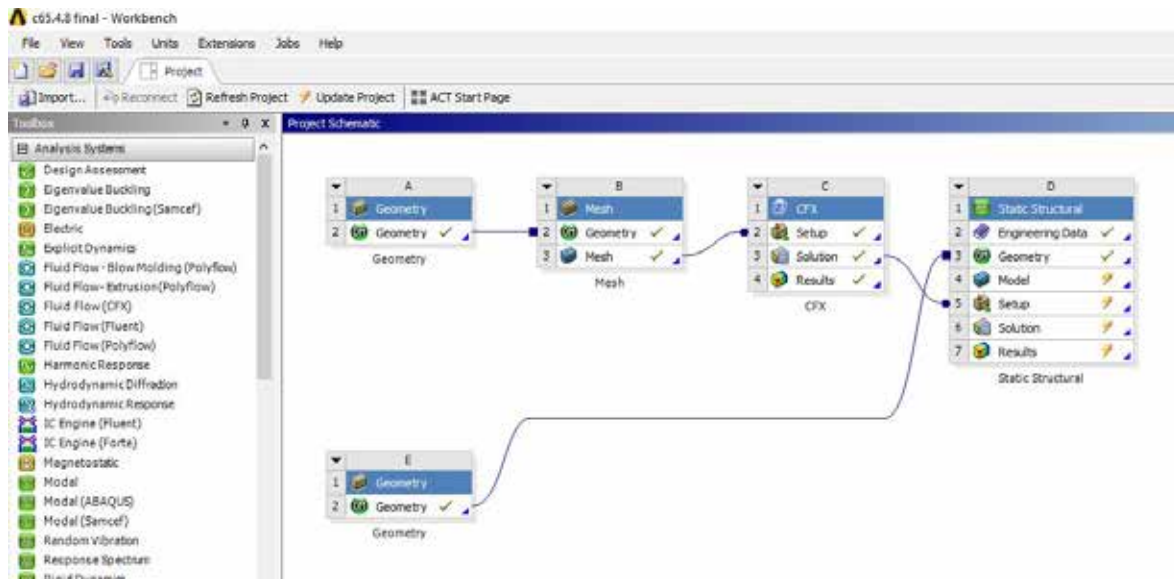 c65.4.8 final - Workbench
File View Tools Units Extensions Jobs Help
Project
Import... Reconnect Refresh Project Update Project ACT Start Page
Toolbox
Project Schematic
Analysis Systems
Design Assessment
Eigenvalue Buckling
Eigenvalue Buckling (Samcef)
Electric
Explicit Dynamics
Fluid Flow - Blow Molding (Polyflow)
Fluid Flow - Extrusion (Polyflow)
Fluid Flow (CFX)
Fluid Flow (Fluent)
Fluid Flow (Polyflow)
Harmonic Response
Hydrodynamic Diffraction
Hydrodynamic Response
IC Engine (Fluent)
IC Engine (Forte)
Magnetostatic
Modal
Modal (ABAQUS)
Modal (Samcef)
Random Vibration
Response Spectrum
Rigid Dynamics
A
1 Geometry
2 Geometry
Geometry
B
1 Mesh
2 Geometry
3 Mesh
Mesh
C
1 CFX
2 Setup
3 Solution
4 Results
CFX
D
1 Static Structural
2 Engineering Data
3 Geometry
4 Model
5 Setup
6 Solution
7 Results
Static Structural
E
1 Geometry
2 Geometry
Geometry